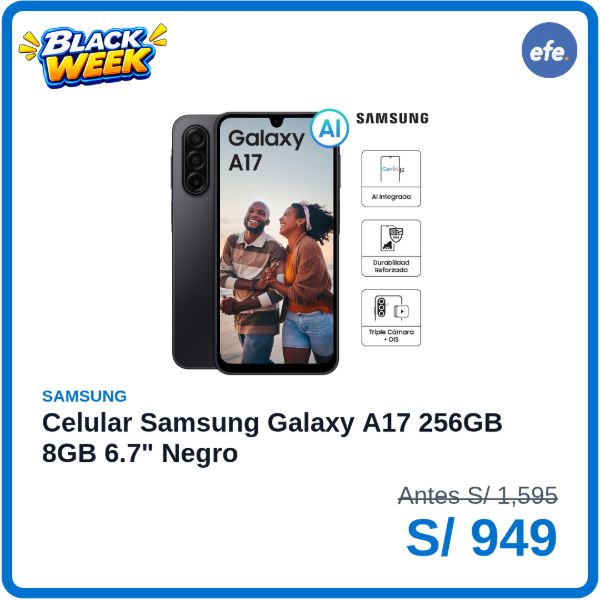 BLACK
WEEK
efe.
Galaxy
A17
AI
SAMSUNG
Gemini
AI Integrada
Durabilidad
Reforzada
Triple Cámara
+ OIS
SAMSUNG
Celular Samsung Galaxy A17 256GB
8GB 6.7" Negro
Antes S/ 1,595
S/ 949